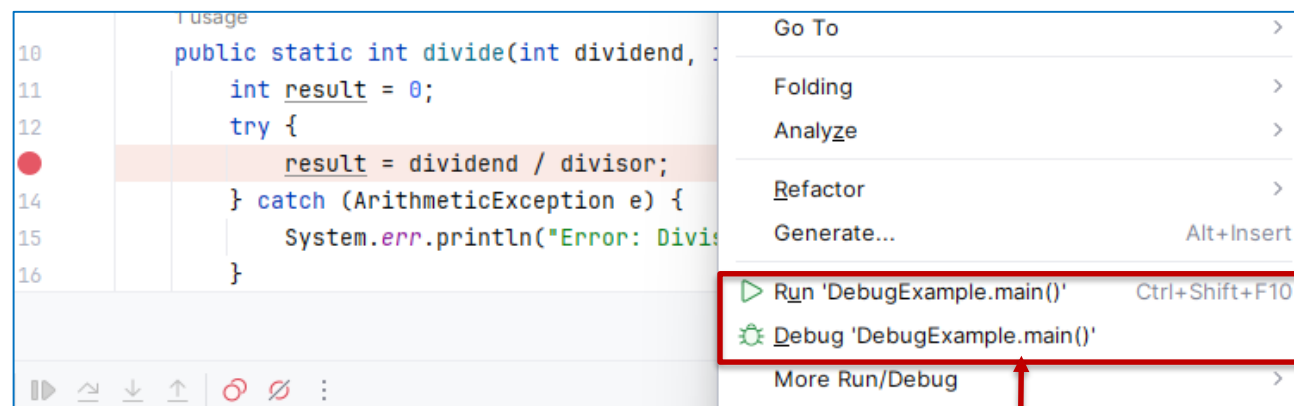 1 usage
10 public static int divide(int dividend,
11 int result = 0;
12 try {
result = dividend / divisor;
14 } catch (ArithmeticException e) {
15 System.err.println("Error: Divis
16 }
Go To
Folding
Analyze
Refactor
Generate... Alt+Insert
Run 'DebugExample.main()' Ctrl+Shift+F10
Debug 'DebugExample.main()'
More Run/Debug